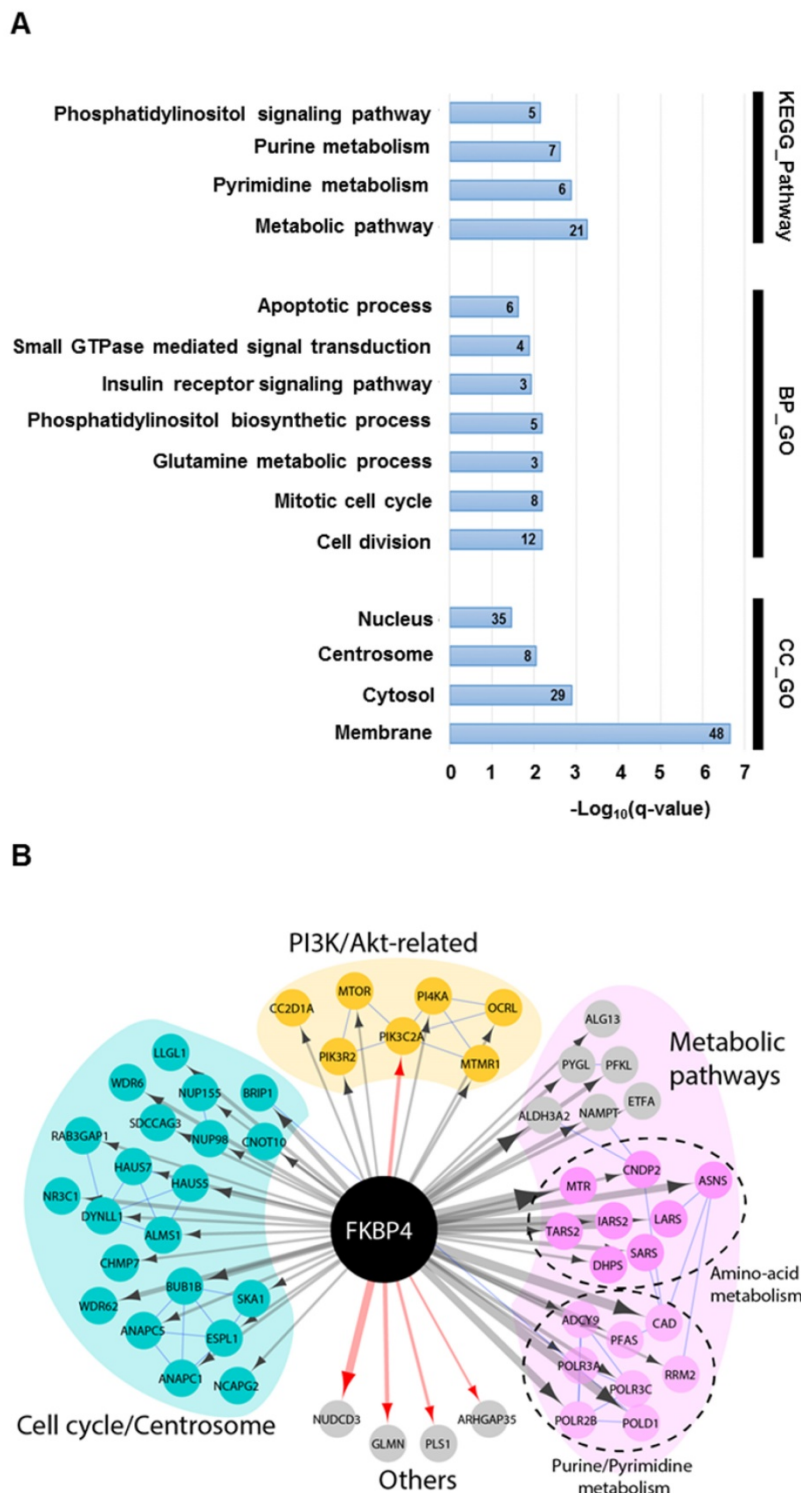 A
Phosphatidylinositol signaling pathway
5
Purine metabolism
7
Pyrimidine metabolism
6
Metabolic pathway
21
KEGG_Pathway
Apoptotic process
6
Small GTPase mediated signal transduction
4
Insulin receptor signaling pathway
3
Phosphatidylinositol biosynthetic process
5
Glutamine metabolic process
3
Mitotic cell cycle
8
Cell division
12
BP_GO
Nucleus
35
Centrosome
8
Cytosol
29
Membrane
48
CC_GO
0 1 2 3 4 5 6 7
-Log₁₀(q-value)
B
PI3K/Akt-related
CC2D1A
MTOR
PI4KA
OCRL
PIK3R2
PIK3C2A
MTMR1
LLGL1
WDR6
NUP155
BRIP1
SDCCAG3
NUP98
CNOT10
RAB3GAP1
HAUS7
HAUS5
NR3C1
DYNLL1
ALMS1
CHMP7
BUB1B
WDR62
SKA1
ANAPC5
ESPL1
ANAPC1
NCAPG2
Cell cycle/Centrosome
FKBP4
Metabolic
pathways
ALG13
PYGL
PFKL
ALDH3A2
NAMPT
ETFA
MTR
CNDP2
ASNS
TARS2
IARS2
LARS
DHPS
SARS
Amino-acid
metabolism
ADCY9
PFAS
CAD
POLR3A
RRM2
POLR3C
POLR2B
POLD1
Purine/Pyrimidine
metabolism
NUDCD3
GLMN
PLS1
ARHGAP35
Others